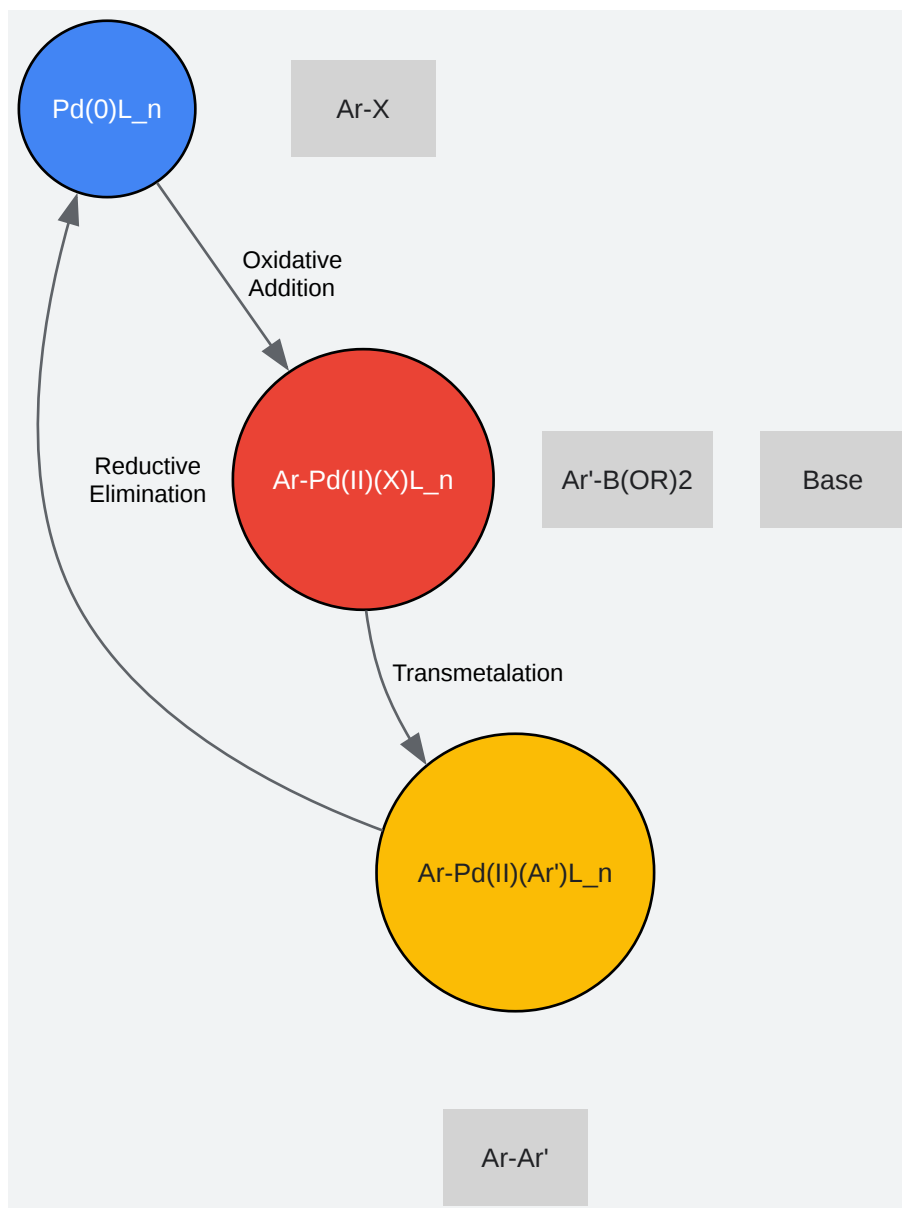 Pd(0)L_n
Ar-X
Oxidative
Addition
Reductive
Elimination
Ar-Pd(II)(X)L_n
Ar'-B(OR)2
Base
Transmetalation
Ar-Pd(II)(Ar')L_n
Ar-Ar'